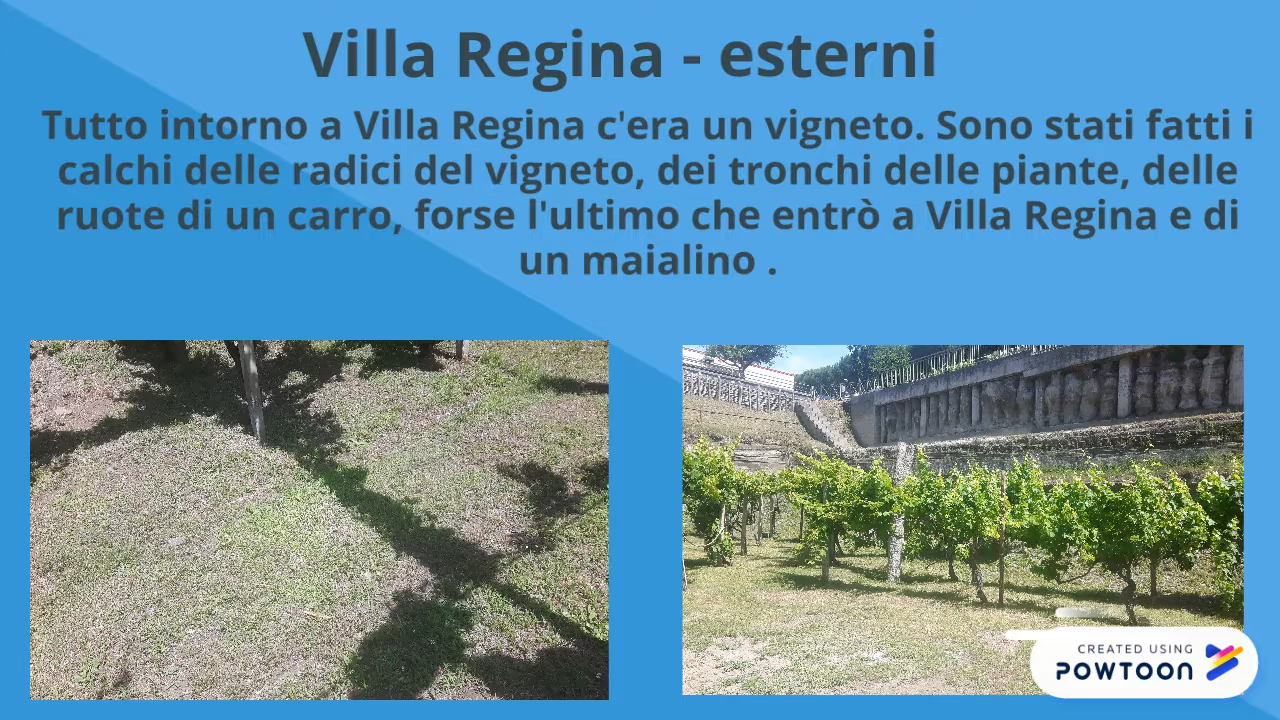 Villa Regina - esterni
Tutto intorno a Villa Regina c'era un vigneto. Sono stati fatti i
calchi delle radici del vigneto, dei tronchi delle piante, delle
ruote di un carro, forse l'ultimo che entrò a Villa Regina e di
un maialino .
CREATED USING
POWTOON